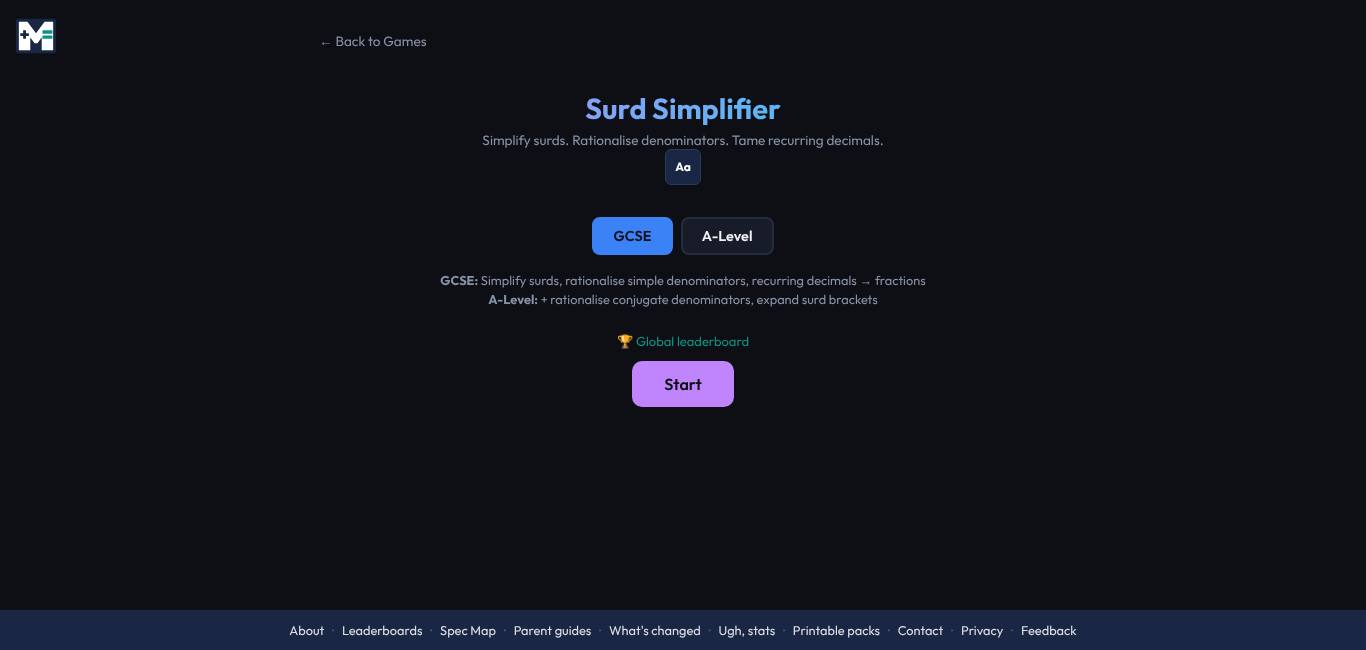 ← Back to Games
Surd Simplifier
Simplify surds. Rationalise denominators. Tame recurring decimals.
Aa
GCSE A-Level
GCSE: Simplify surds, rationalise simple denominators, recurring decimals → fractions
A-Level: + rationalise conjugate denominators, expand surd brackets
🏆 Global leaderboard
Start
About · Leaderboards · Spec Map · Parent guides · What's changed · Ugh, stats · Printable packs · Contact · Privacy · Feedback